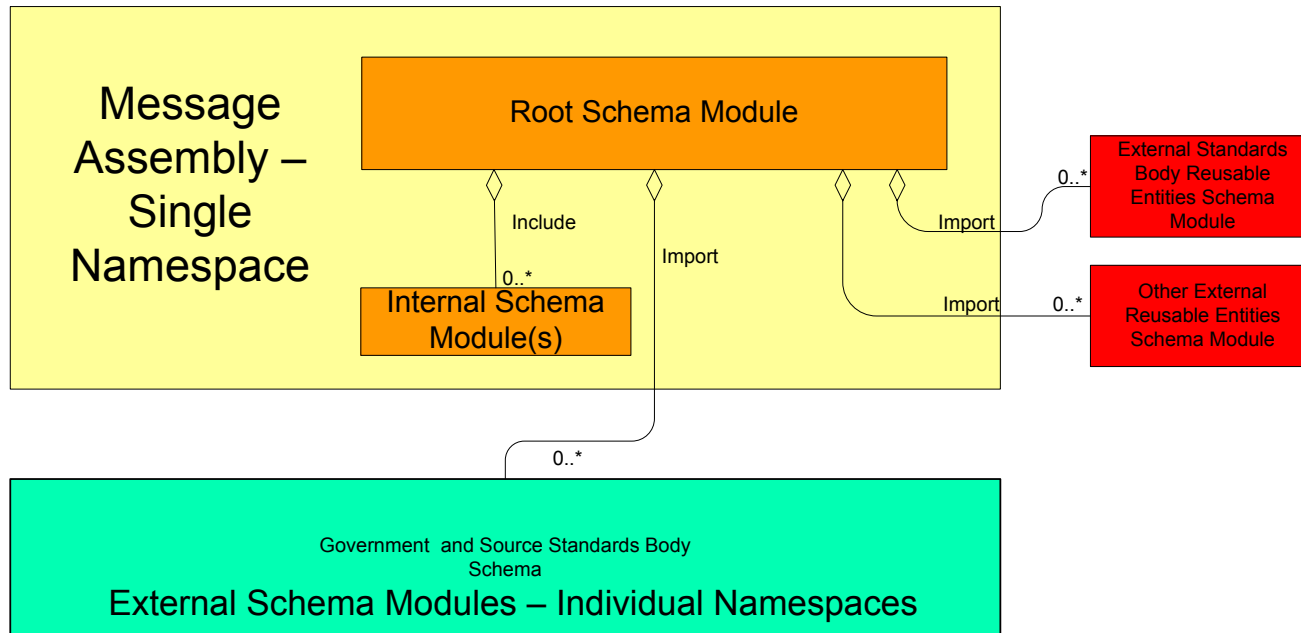 Message
Assembly –
Single
Namespace
Root Schema Module
Include
0..*
Internal Schema
Module(s)
Import
0..*
Import
0..*
External Standards
Body Reusable
Entities Schema
Module
Import
0..*
Other External
Reusable Entities
Schema Module
Government  and Source Standards Body
Schema
External Schema Modules – Individual Namespaces